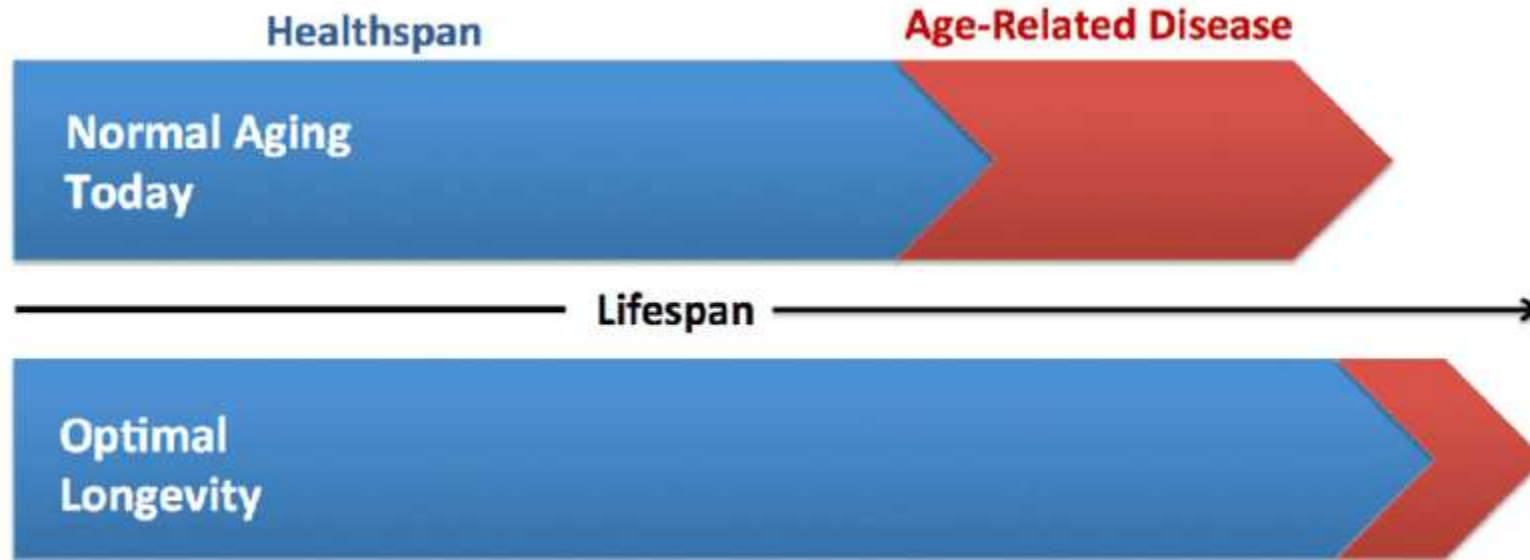 Healthspan
Age-Related Disease
Normal Aging
Today
Lifespan
Optimal
Longevity